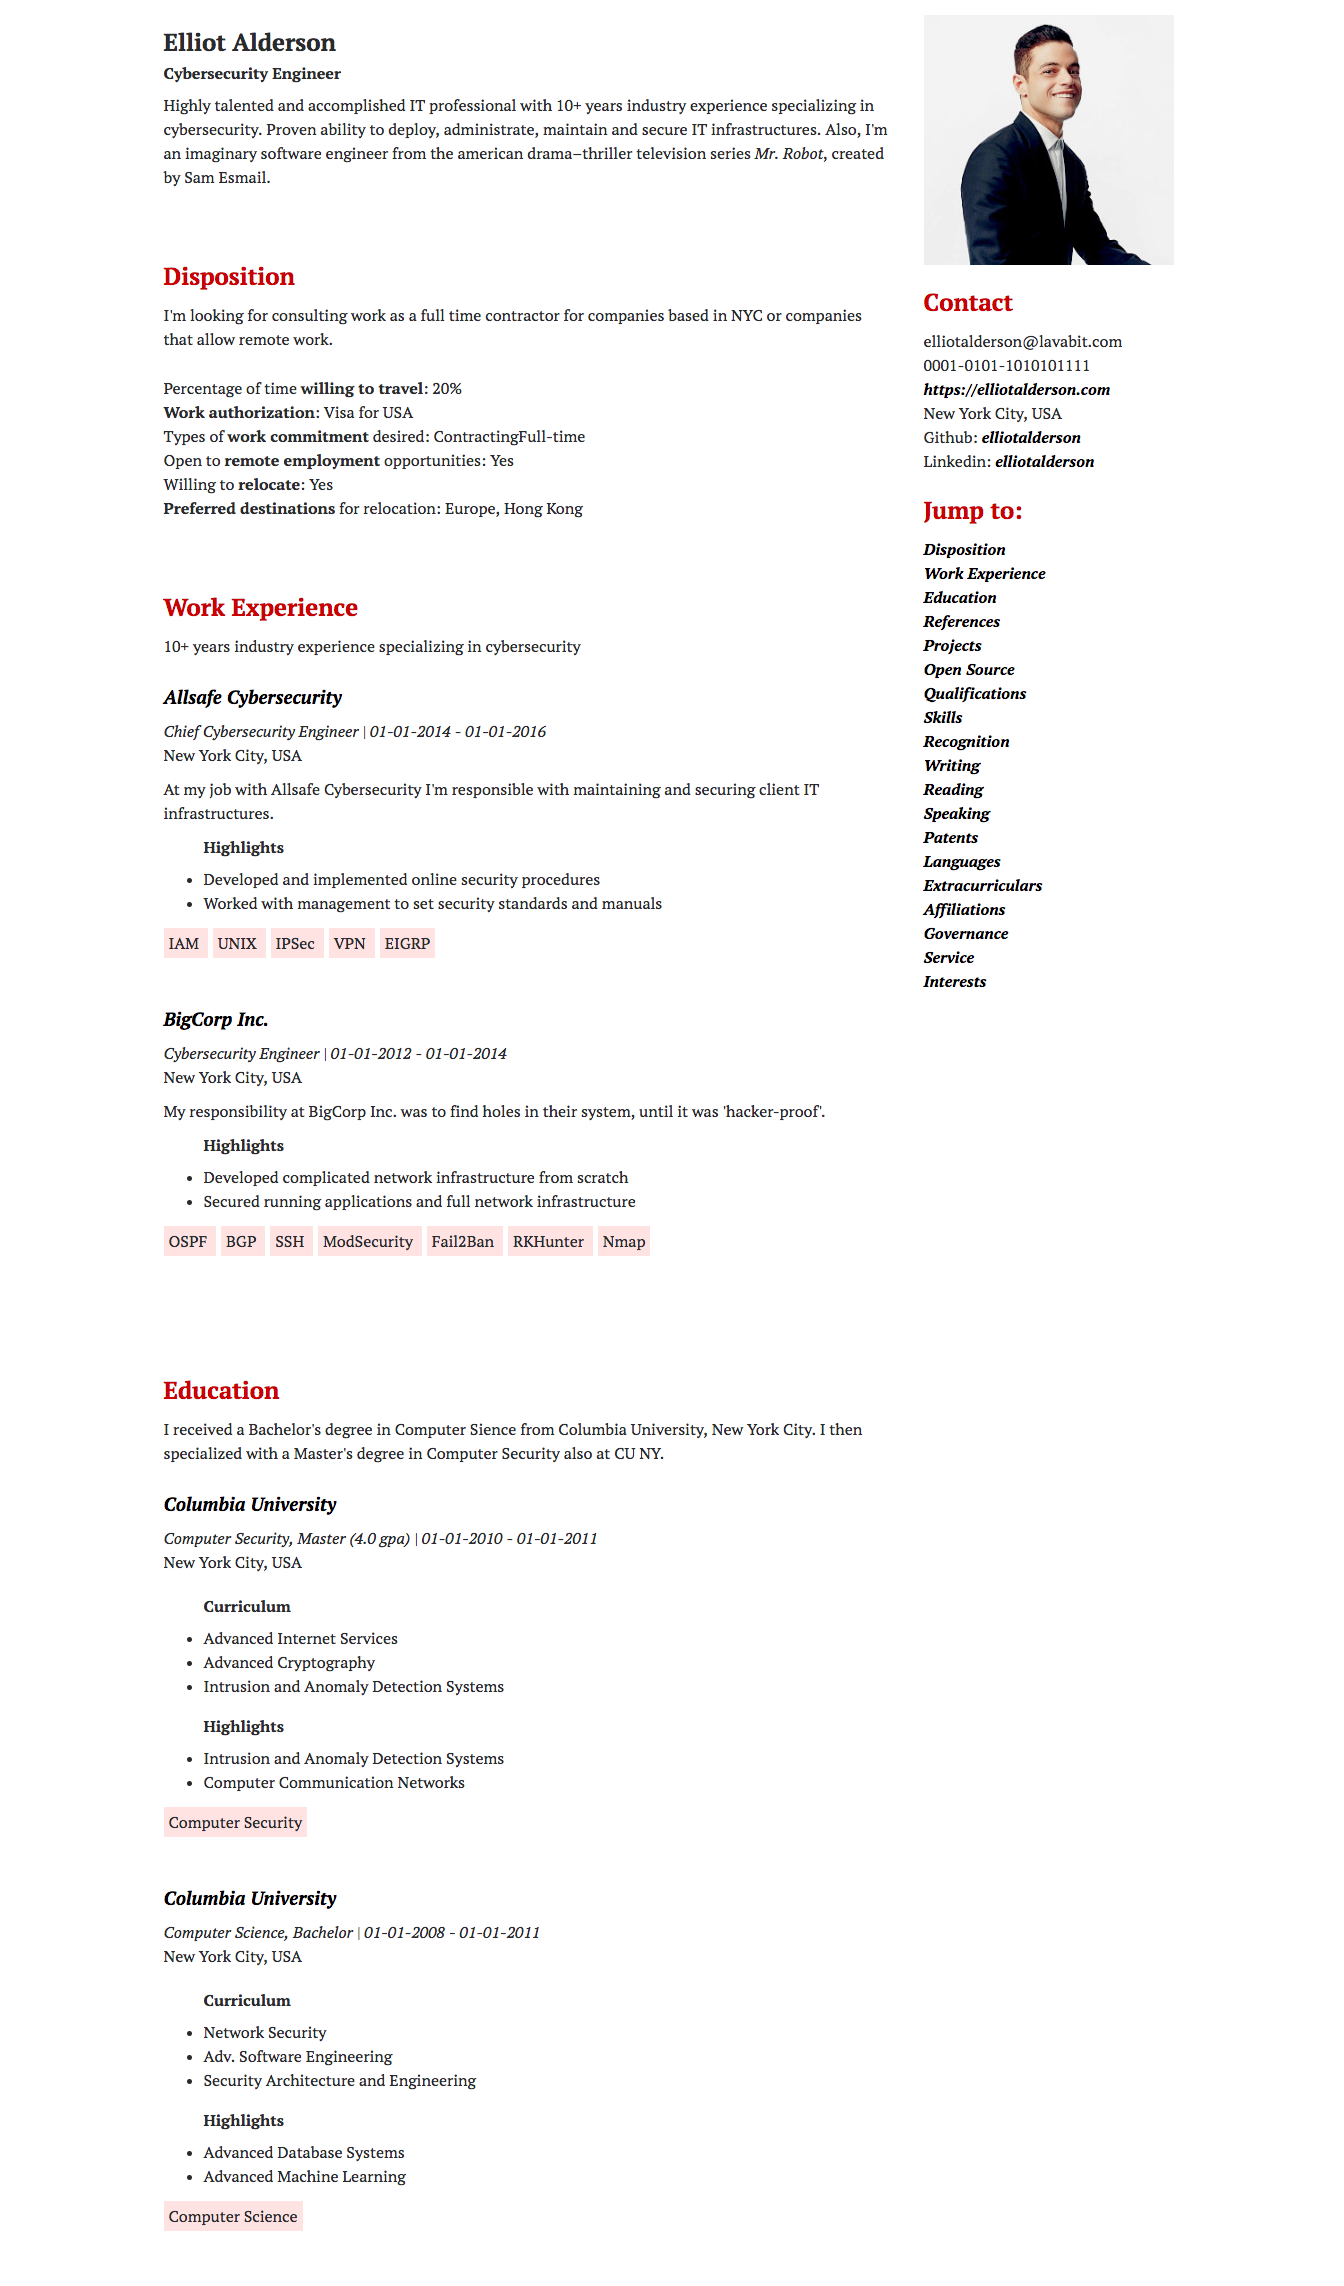 Elliot Alderson
Cybersecurity Engineer
Highly talented and accomplished IT professional with 10+ years industry experience specializing in
cybersecurity. Proven ability to deploy, administrate, maintain and secure IT infrastructures. Also, I'm
an imaginary software engineer from the american drama–thriller television series Mr. Robot, created
by Sam Esmail.
Disposition
I'm looking for consulting work as a full time contractor for companies based in NYC or companies
that allow remote work.
Percentage of time willing to travel: 20%
Work authorization: Visa for USA
Types of work commitment desired: ContractingFull-time
Open to remote employment opportunities: Yes
Willing to relocate: Yes
Preferred destinations for relocation: Europe, Hong Kong
Work Experience
10+ years industry experience specializing in cybersecurity
Allsafe Cybersecurity
Chief Cybersecurity Engineer | 01-01-2014 - 01-01-2016
New York City, USA
At my job with Allsafe Cybersecurity I'm responsible with maintaining and securing client IT
infrastructures.
Highlights
• Developed and implemented online security procedures
• Worked with management to set security standards and manuals
IAM UNIX IPSec VPN EIGRP
BigCorp Inc.
Cybersecurity Engineer | 01-01-2012 - 01-01-2014
New York City, USA
My responsibility at BigCorp Inc. was to find holes in their system, until it was 'hacker-proof'.
Highlights
• Developed complicated network infrastructure from scratch
• Secured running applications and full network infrastructure
OSPF BGP SSH ModSecurity Fail2Ban RKHunter Nmap
Education
I received a Bachelor's degree in Computer Sience from Columbia University, New York City. I then
specialized with a Master's degree in Computer Security also at CU NY.
Columbia University
Computer Security, Master (4.0 gpa) | 01-01-2010 - 01-01-2011
New York City, USA
Curriculum
• Advanced Internet Services
• Advanced Cryptography
• Intrusion and Anomaly Detection Systems
Highlights
• Intrusion and Anomaly Detection Systems
• Computer Communication Networks
Computer Security
Columbia University
Computer Science, Bachelor | 01-01-2008 - 01-01-2011
New York City, USA
Curriculum
• Network Security
• Adv. Software Engineering
• Security Architecture and Engineering
Highlights
• Advanced Database Systems
• Advanced Machine Learning
Computer Science
Contact
elliotalderson@lavabit.com
0001-0101-1010101111
https://elliotalderson.com
New York City, USA
Github: elliotalderson
Linkedin: elliotalderson
Jump to:
Disposition
Work Experience
Education
References
Projects
Open Source
Qualifications
Skills
Recognition
Writing
Reading
Speaking
Patents
Languages
Extracurriculars
Affiliations
Governance
Service
Interests